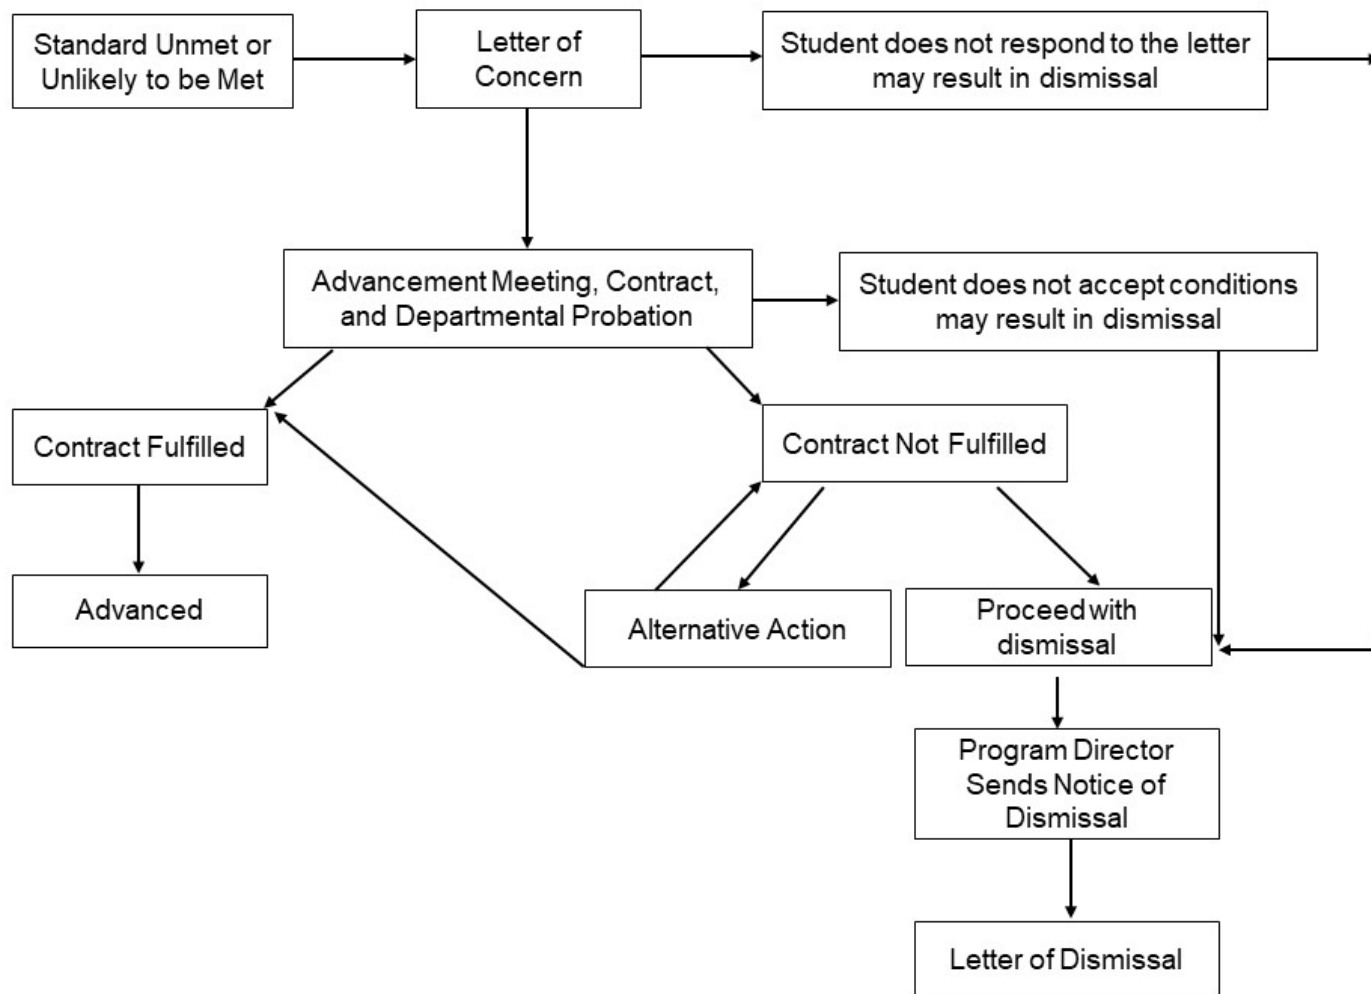 Standard Unmet or
Unlikely to be Met
Letter of
Concern
Student does not respond to the letter
may result in dismissal
Advancement Meeting, Contract,
and Departmental Probation
Student does not accept conditions
may result in dismissal
Contract Fulfilled
Contract Not Fulfilled
Advanced
Alternative Action
Proceed with
dismissal
Program Director
Sends Notice of
Dismissal
Letter of Dismissal